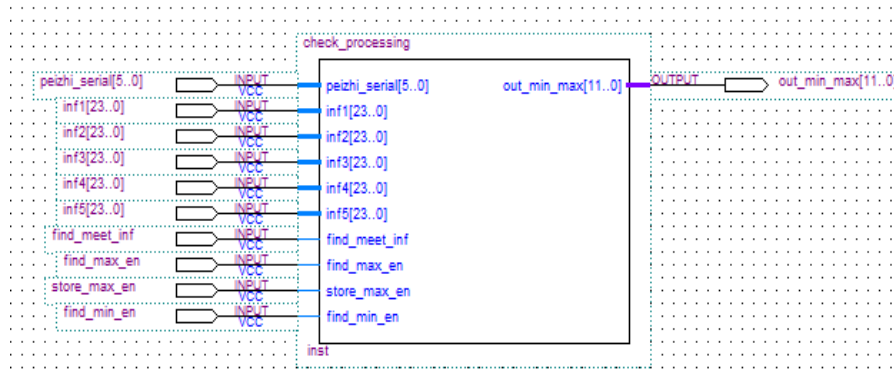 check_processing
peizhi_serial[5..0] INPUT VCC peizhi_serial[5..0] out_min_max[11..0] OUTPUT out_min_max[11..0
inf1[23..0] INPUT VCC inf1[23..0]
inf2[23..0] INPUT VCC inf2[23..0]
inf3[23..0] INPUT VCC inf3[23..0]
inf4[23..0] INPUT VCC inf4[23..0]
inf5[23..0] INPUT VCC inf5[23..0]
find_meet_inf INPUT VCC find_meet_inf
find_max_en INPUT VCC find_max_en
store_max_en INPUT VCC store_max_en
find_min_en INPUT VCC find_min_en
inst